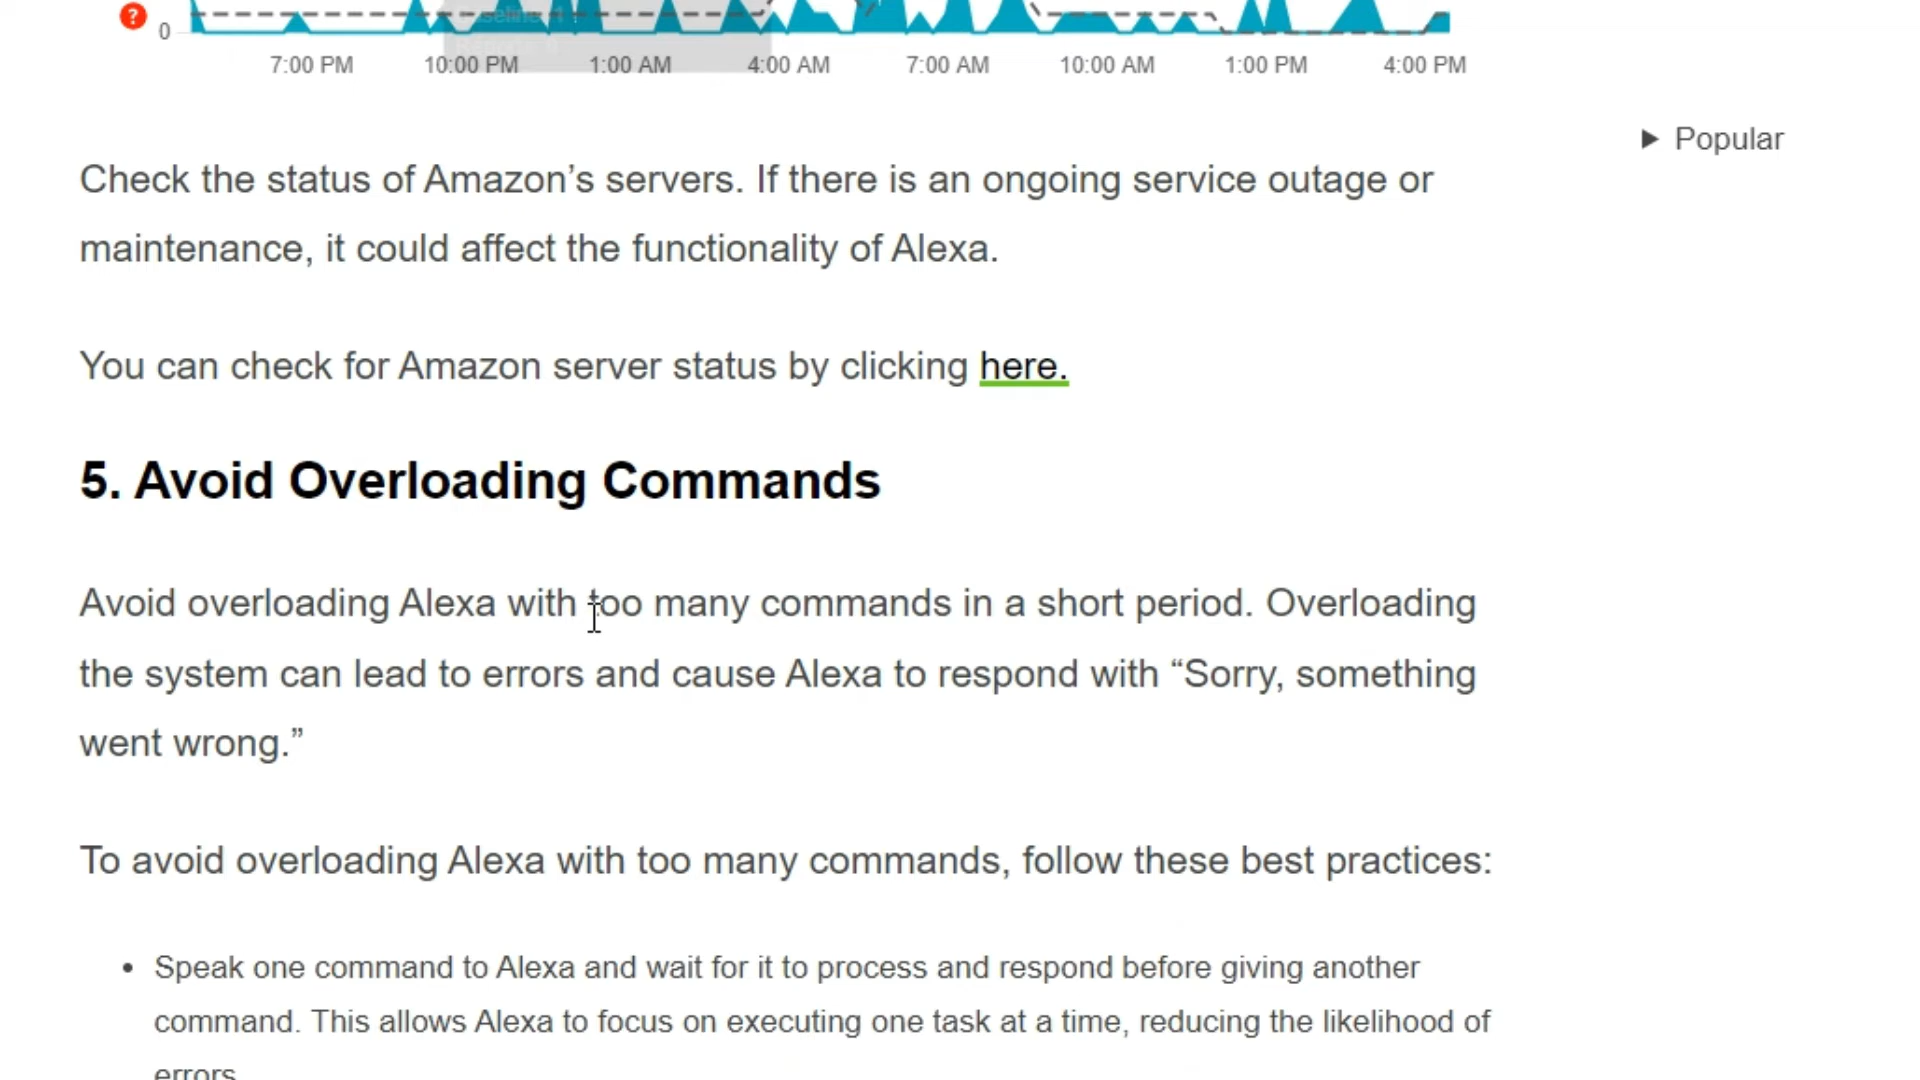 ?
0
7:00 PM 10:00 PM 1:00 AM 4:00 AM 7:00 AM 10:00 AM 1:00 PM 4:00 PM
Popular
Check the status of Amazon’s servers. If there is an ongoing service outage or
maintenance, it could affect the functionality of Alexa.
You can check for Amazon server status by clicking here.
5. Avoid Overloading Commands
Avoid overloading Alexa with too many commands in a short period. Overloading
the system can lead to errors and cause Alexa to respond with “Sorry, something
went wrong.”
To avoid overloading Alexa with too many commands, follow these best practices:
• Speak one command to Alexa and wait for it to process and respond before giving another
command. This allows Alexa to focus on executing one task at a time, reducing the likelihood of
errors.